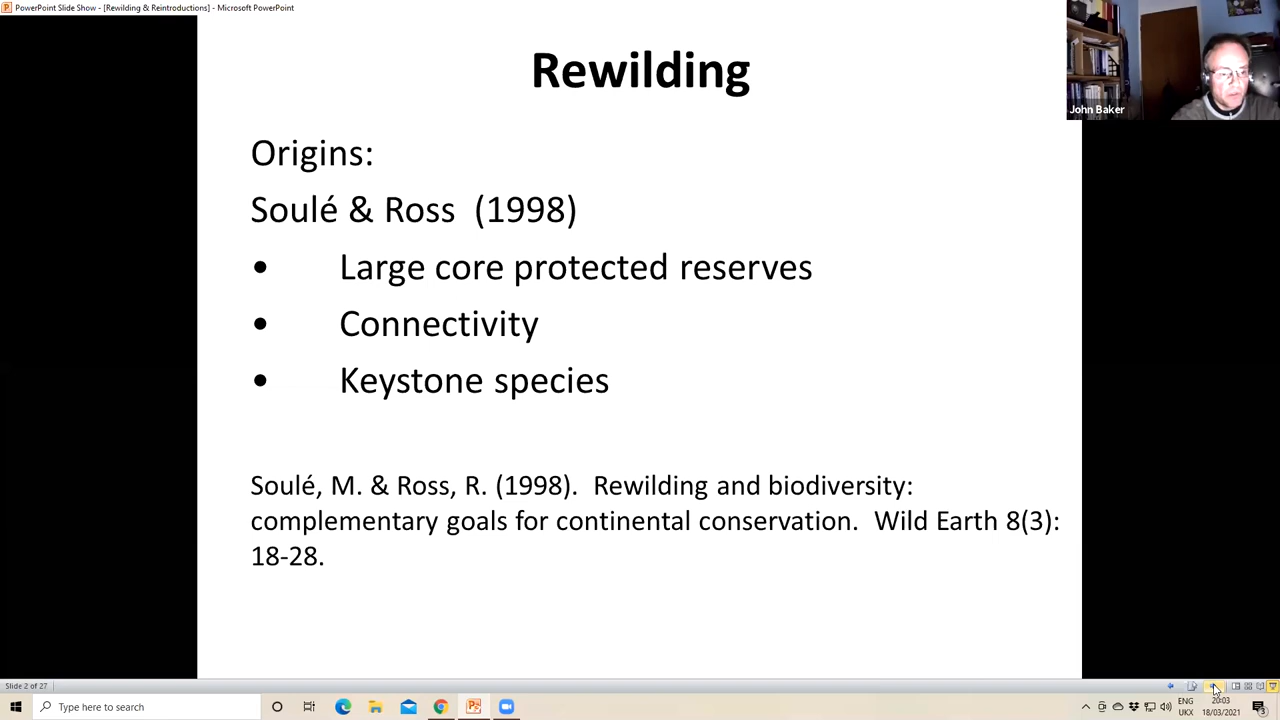 PowerPoint Slide Show - [Rewilding & Reintroductions] - Microsoft PowerPoint
John Baker
Rewilding
Origins:
Soulé & Ross (1998)
• Large core protected reserves
• Connectivity
• Keystone species
Soulé, M. & Ross, R. (1998). Rewilding and biodiversity:
complementary goals for continental conservation. Wild Earth 8(3):
18-28.
Slide 2 of 27
Type here to search
ENG
UKX
20:03
18/03/2021